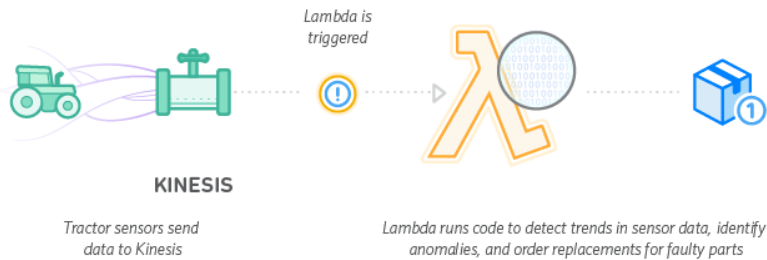 Lambda is
triggered
1
KINESIS
Tractor sensors send
data to Kinesis
Lambda runs code to detect trends in sensor data, identify
anomalies, and order replacements for faulty parts